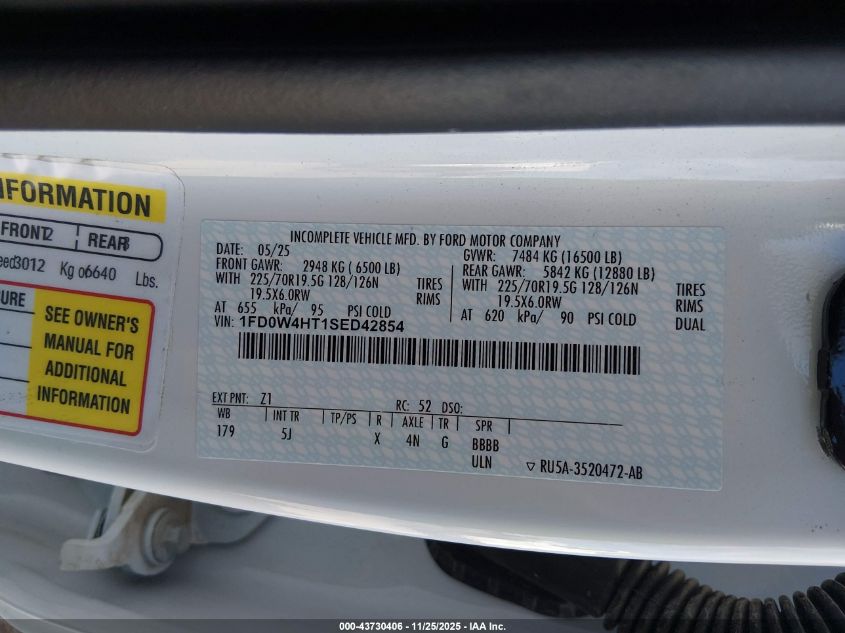 INFORMATION
FRONT2 REAR3
eed3012 Kg o6640 Lbs.
URE
SEE OWNER'S
MANUAL FOR
ADDITIONAL
INFORMATION
INCOMPLETE VEHICLE MFD. BY FORD MOTOR COMPANY
DATE: 05/25 GVWR: 7484 KG (16500 LB)
FRONT GAWR: 2948 KG ( 6500 LB) REAR GAWR: 5842 KG (12880 LB)
WITH 225/70R19.5G 128/126N TIRES WITH 225/70R19.5G 128/126N TIRES
19.5X6.0RW RIMS 19.5X6.0RW RIMS
AT 655 kPa/ 95 PSI COLD AT 620 kPa/ 90 PSI COLD DUAL
VIN: 1FD0W4HT1SED42854
EXT PNT: Z1 RC: 52 DSO:
WB INT TR TP/PS R AXLE TR SPR
179 5J X 4N G BBBB
ULN ▽ RU5A-3520472-AB
000-43730406 - 11/25/2025 - IAA Inc.